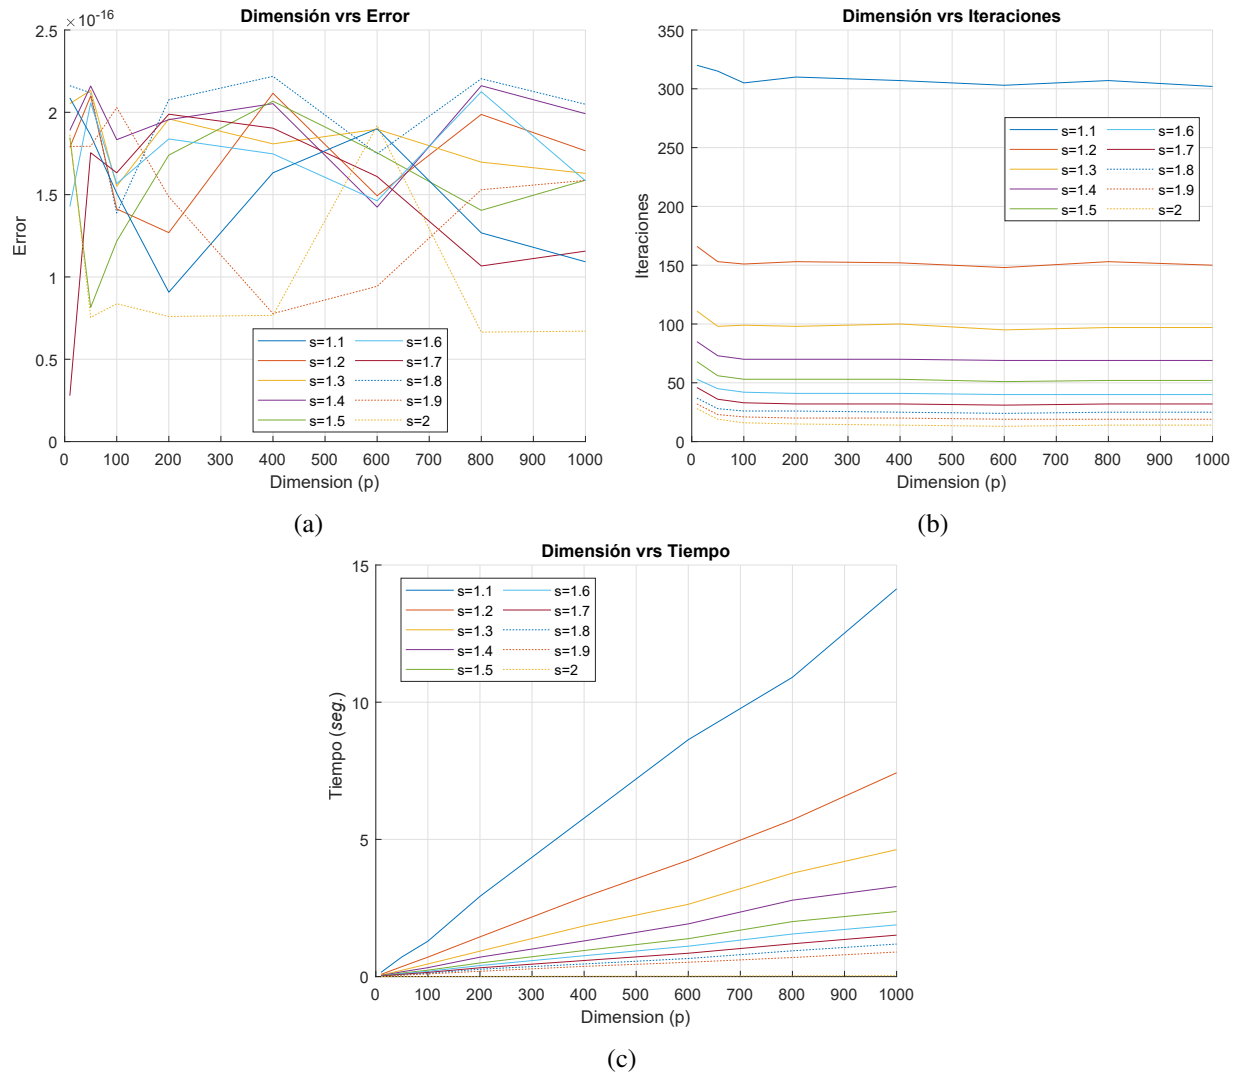 Dimensión vrs Error
×10-16
2.5
2
1.5
1
0.5
0
Error
0 100 200 300 400 500 600 700 800 900 1000
Dimension (p)
s=1.1 s=1.6
s=1.2 s=1.7
s=1.3 s=1.8
s=1.4 s=1.9
s=1.5 s=2
(a)
Dimensión vrs Iteraciones
350
300
250
200
150
100
50
0
Iteraciones
0 100 200 300 400 500 600 700 800 900 1000
Dimension (p)
s=1.1 s=1.6
s=1.2 s=1.7
s=1.3 s=1.8
s=1.4 s=1.9
s=1.5 s=2
(b)
Dimensión vrs Tiempo
15
10
5
0
Tiempo (seg.)
0 100 200 300 400 500 600 700 800 900 1000
Dimension (p)
s=1.1 s=1.6
s=1.2 s=1.7
s=1.3 s=1.8
s=1.4 s=1.9
s=1.5 s=2
(c)